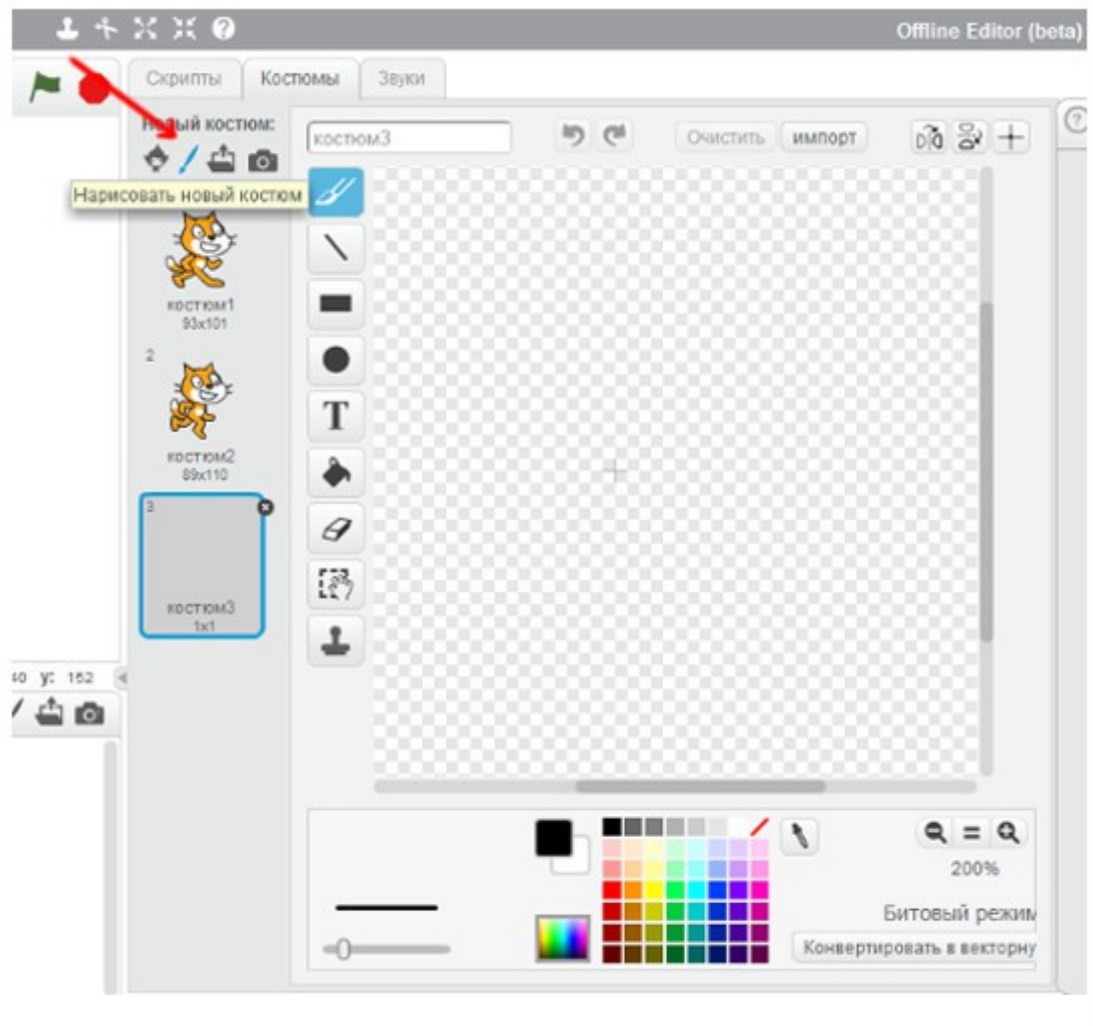 Offline Editor (beta)
Скрипты Костюмы Звуки
Новый костюм:
костюм3 Очистить импорт
Нарисовать новый костюм
костюм1
93x101
2
костюм2
89x110
3
костюм3
1x1
40 y: 162
T
200%
Битовый режим
Конвертировать в векторну